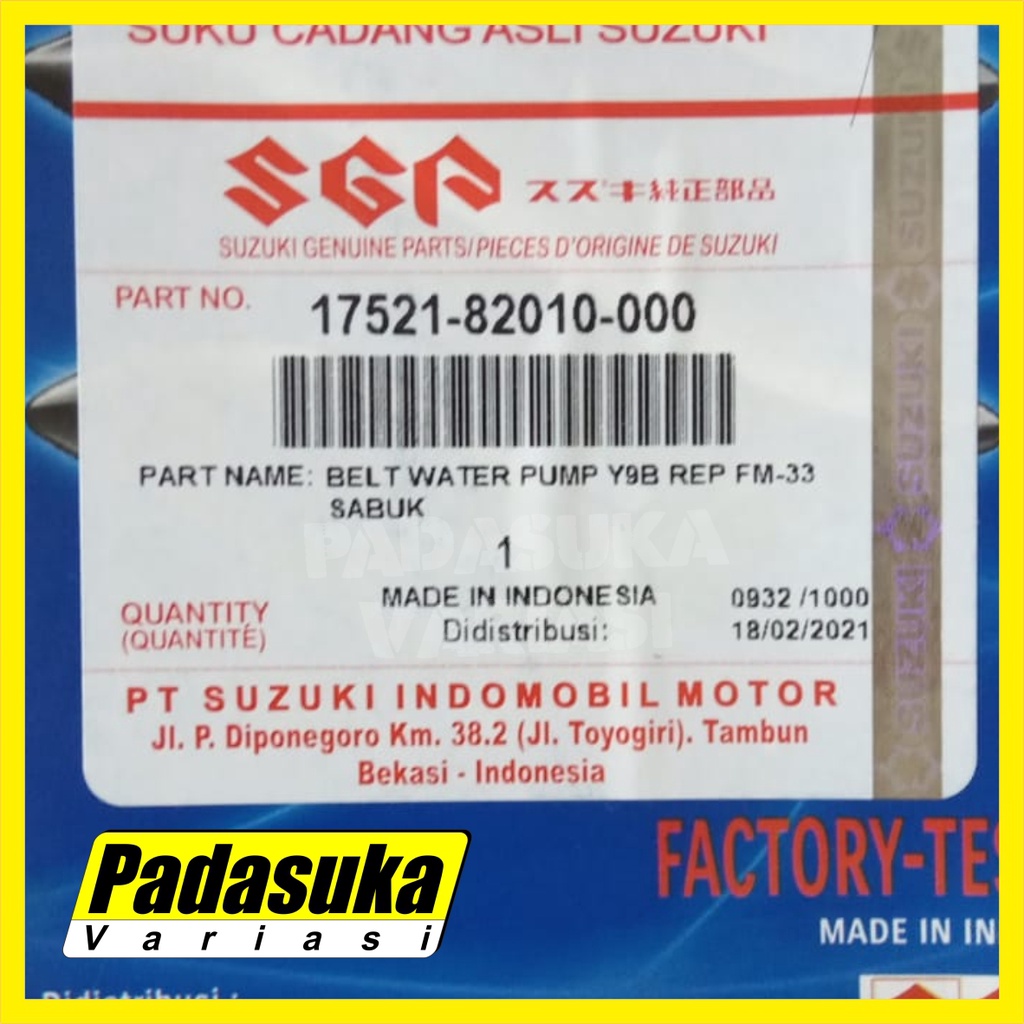 SUKU CADANG ASLI SUZUKI
SGP スズキ純正部品
SUZUKI GENUINE PARTS/PIECES D'ORIGINE DE SUZUKI
PART NO. 17521-82010-000
PART NAME: BELT WATER PUMP Y9B REP FM-33
SABUK
1
MADE IN INDONESIA 0932 /1000
QUANTITY
(QUANTITÉ)
Didistribusi: 18/02/2021
PT SUZUKI INDOMOBIL MOTOR
Jl. P. Diponegoro Km. 38.2 (Jl. Toyogiri). Tambun
Bekasi - Indonesia
SUZUKI
SUZUKI
SUZUKI
PADASUKA
VARIASI
FACTORY-TES
MADE IN IN
Padasuka
Variasi
Didistribusi :